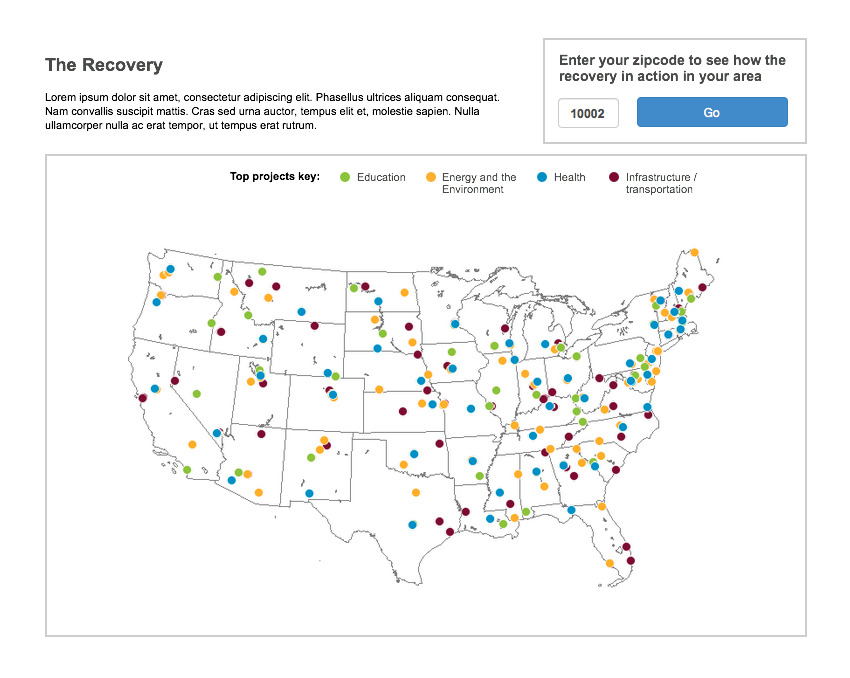 The Recovery
Lorem ipsum dolor sit amet, consectetur adipiscing elit. Phasellus ultrices aliquam consequat.
Nam convallis suscipit mattis. Cras sed urna auctor, tempus elit et, molestie sapien. Nulla
ullamcorper nulla ac erat tempor, ut tempus erat rutrum.
Enter your zipcode to see how the
recovery in action in your area
10002
Go
Top projects key:
Education
Energy and the
Environment
Health
Infrastructure /
transportation